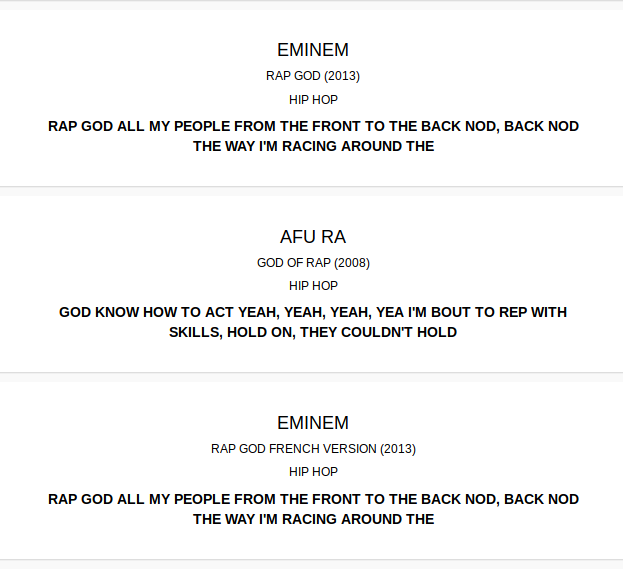 EMINEM
RAP GOD (2013)
HIP HOP
RAP GOD ALL MY PEOPLE FROM THE FRONT TO THE BACK NOD, BACK NOD
THE WAY I'M RACING AROUND THE
AFU RA
GOD OF RAP (2008)
HIP HOP
GOD KNOW HOW TO ACT YEAH, YEAH, YEAH, YEA I'M BOUT TO REP WITH
SKILLS, HOLD ON, THEY COULDN'T HOLD
EMINEM
RAP GOD FRENCH VERSION (2013)
HIP HOP
RAP GOD ALL MY PEOPLE FROM THE FRONT TO THE BACK NOD, BACK NOD
THE WAY I'M RACING AROUND THE